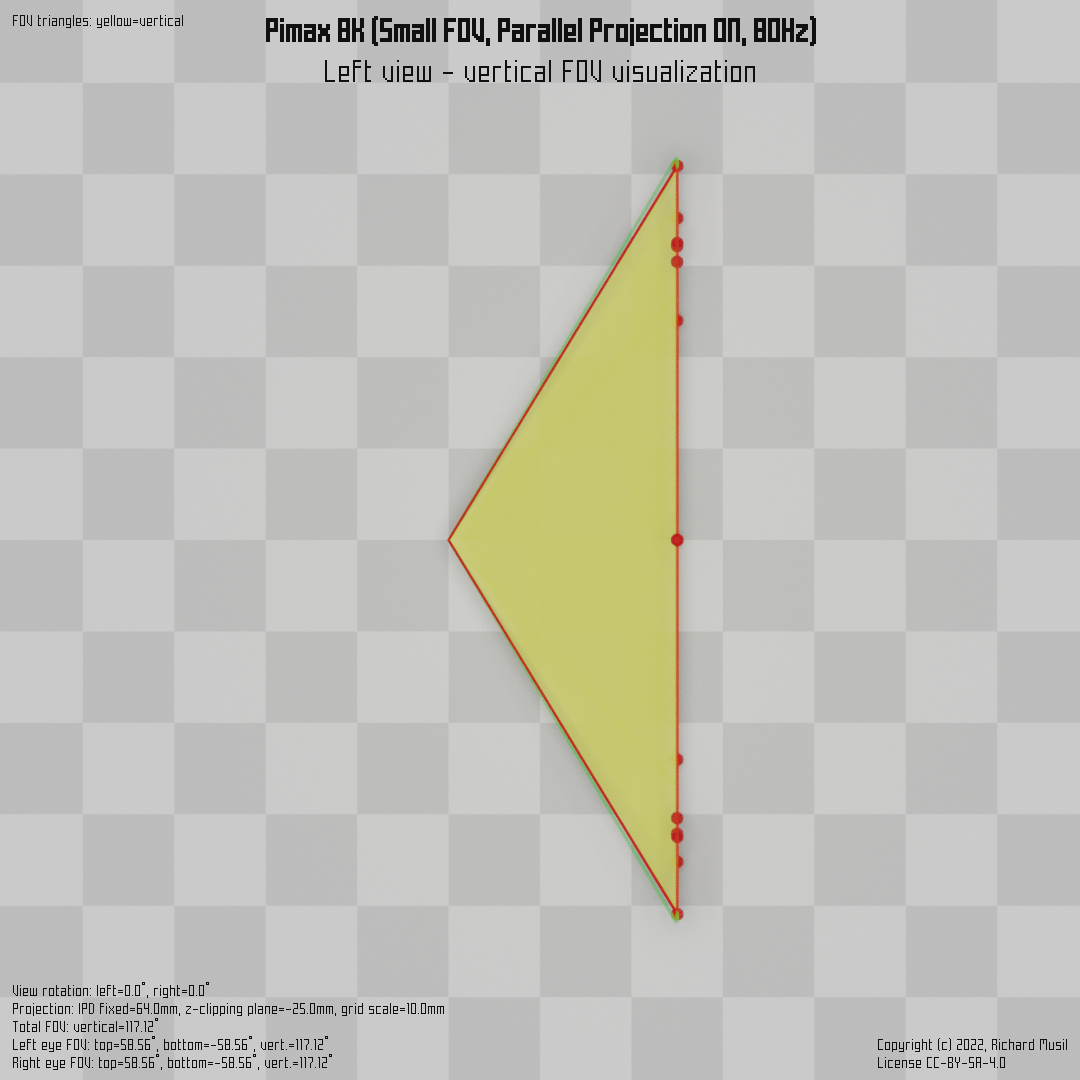 FOV triangles: yellow=vertical
Pimax 8K (Small FOV, Parallel Projection ON, 80Hz)
Left view - vertical FOV visualization
View rotation: left=0.0°, right=0.0°
Projection: IPD fixed=64.0mm, z-clipping plane=-25.0mm, grid scale=10.0mm
Total FOV: vertical=117.12°
Left eye FOV: top=58.56°, bottom=-58.56°, vert.=117.12°
Right eye FOV: top=58.56°, bottom=-58.56°, vert.=117.12°
Copyright (c) 2022, Richard Musil
License CC-BY-SA-4.0